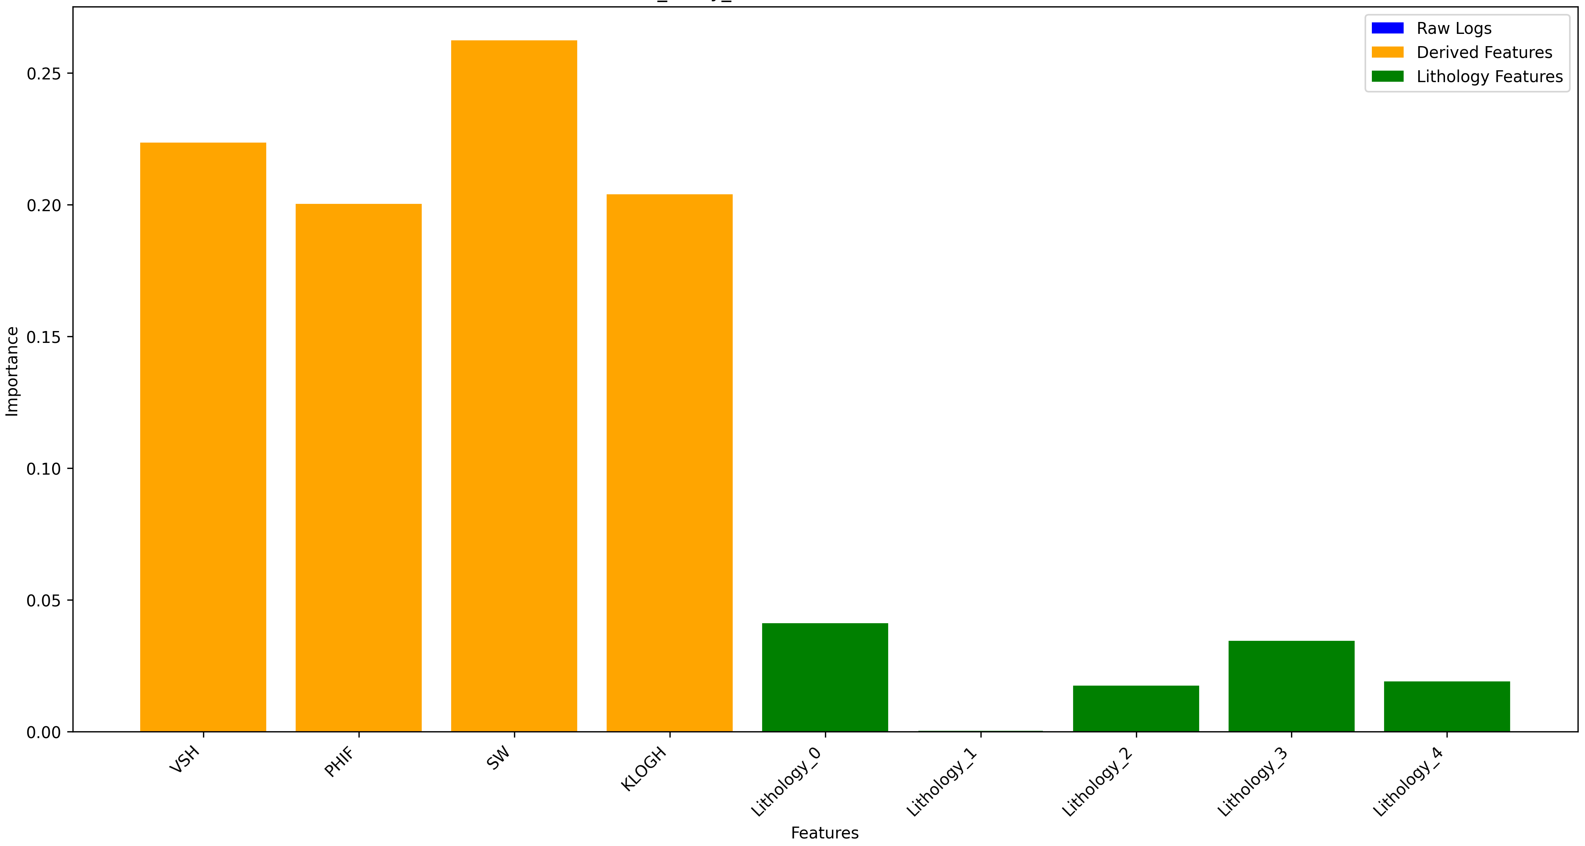 Raw Logs
Derived Features
Lithology Features
Importance
0.25
0.20
0.15
0.10
0.05
0.00
VSH
PHIF
SW
KLOGH
Lithology_0
Lithology_1
Lithology_2
Lithology_3
Lithology_4
Features